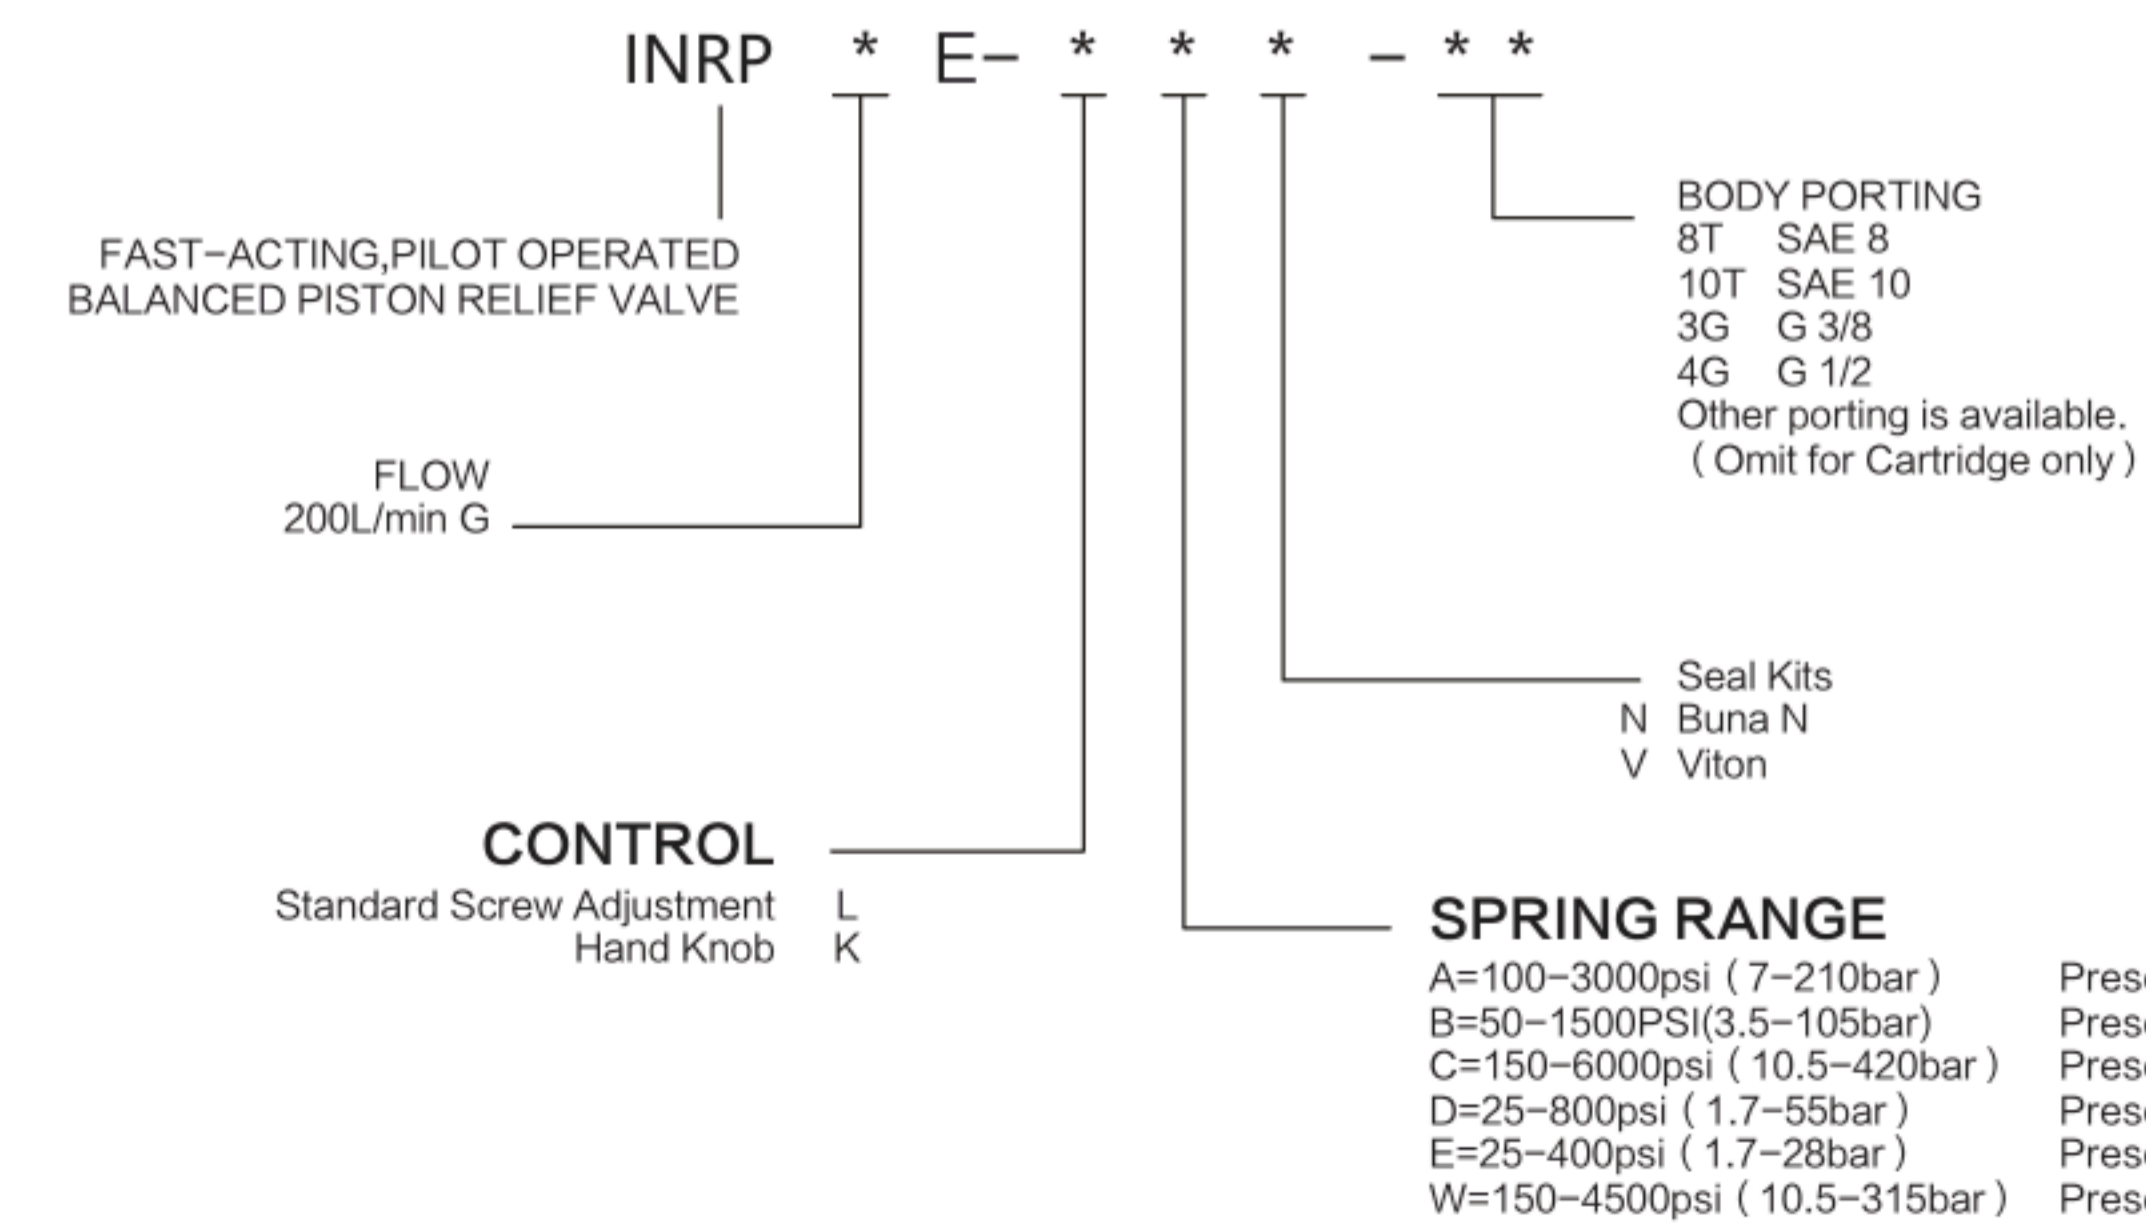 INRP * E- * * * - * *
FAST-ACTING,PILOT OPERATED
BALANCED PISTON RELIEF VALVE
BODY PORTING
8T SAE 8
10T SAE 10
3G G 3/8
4G G 1/2
Other porting is available.
( Omit for Cartridge only )
FLOW
200L/min G
Seal Kits
N Buna N
V Viton
CONTROL
Standard Screw Adjustment L
Hand Knob K
SPRING RANGE
A=100-3000psi ( 7-210bar )
B=50-1500PSI(3.5-105bar)
C=150-6000psi ( 10.5-420bar )
D=25-800psi ( 1.7-55bar )
E=25-400psi ( 1.7-28bar )
W=150-4500psi ( 10.5-315bar )